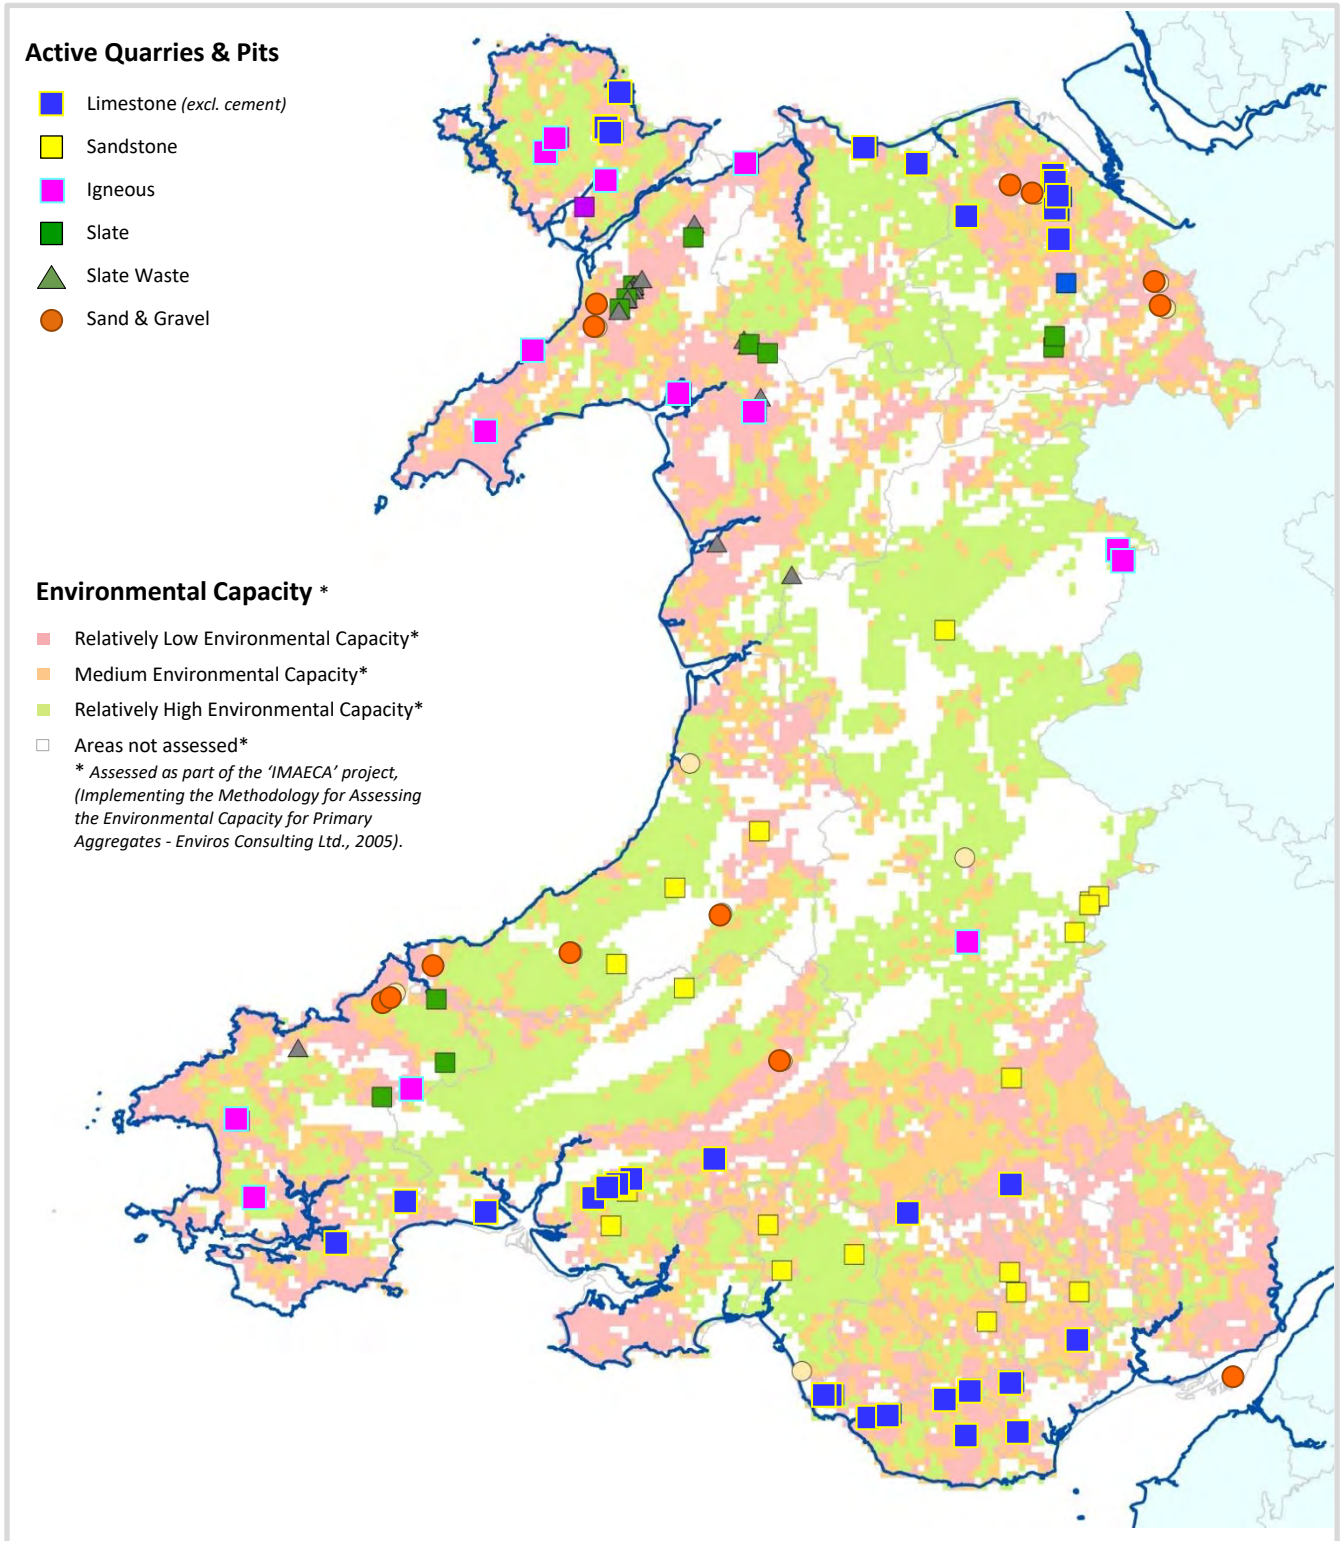 Active Quarries & Pits
Limestone (excl. cement)
Sandstone
Igneous
Slate
Slate Waste
Sand & Gravel
Environmental Capacity *
Relatively Low Environmental Capacity*
Medium Environmental Capacity*
Relatively High Environmental Capacity*
Areas not assessed*
* Assessed as part of the ‘IMAECA’ project,
(Implementing the Methodology for Assessing
the Environmental Capacity for Primary
Aggregates - Enviros Consulting Ltd., 2005).